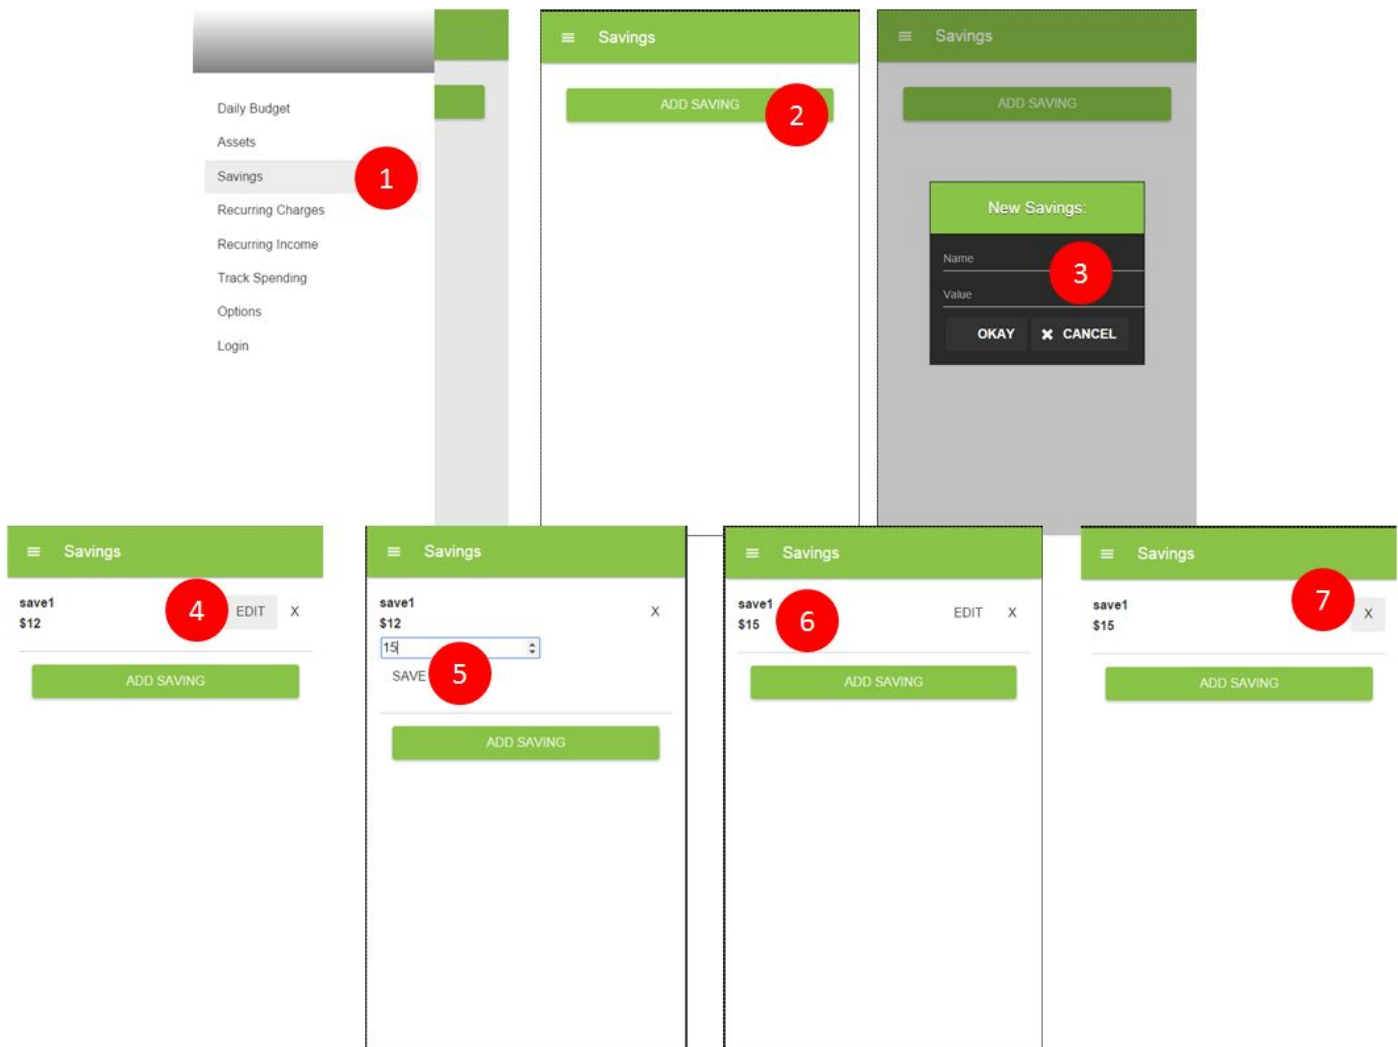 Daily Budget
Assets
Savings
1
Recurring Charges
Recurring Income
Track Spending
Options
Login
Savings
ADD SAVING
2
Savings
ADD SAVING
New Savings:
Name
3
Value
OKAY
CANCEL
Savings
save1
$12
4
EDIT
X
ADD SAVING
Savings
save1
$12
X
15
SAVE
5
ADD SAVING
Savings
save1
$15
6
EDIT
X
ADD SAVING
Savings
save1
$15
7
X
ADD SAVING